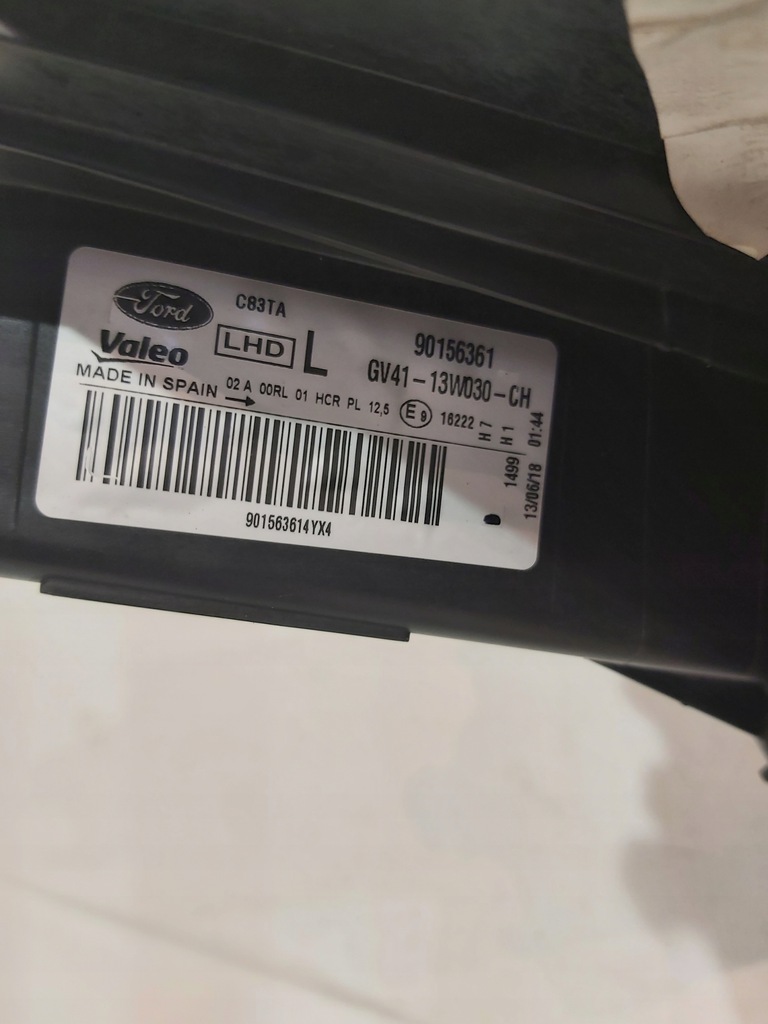 Ford
C83TA
Valeo
LHD L
90156361
GV41-13W030-CH
MADE IN SPAIN
02 A 00RL 01 HCR PL 12,5 E9 16222
H7
H1
1499
13/06/18 01:44
901563614YX4